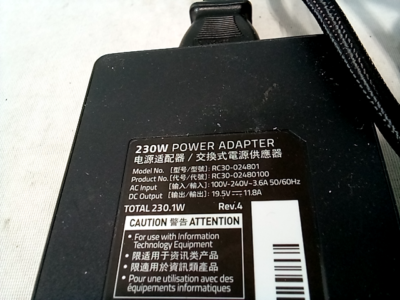 230W POWER ADAPTER
电源适配器 / 交換式電源供應器
Model No. [型号/型號]: RC30-024801
Product No. [代号/代號]: RC30-02480100
AC Input [输入/輸入]: 100V-240V~3.6A 50/60Hz
DC Output [输出/輸出]: 19.5V⎓11.8A
TOTAL 230.1W Rev.4
CAUTION 警告 ATTENTION
• For use with Information
Technology Equipment
• 限适用于资讯类产品
• 限適用於資訊類產品
• Pour une utilisation avec des
équipements informatiques